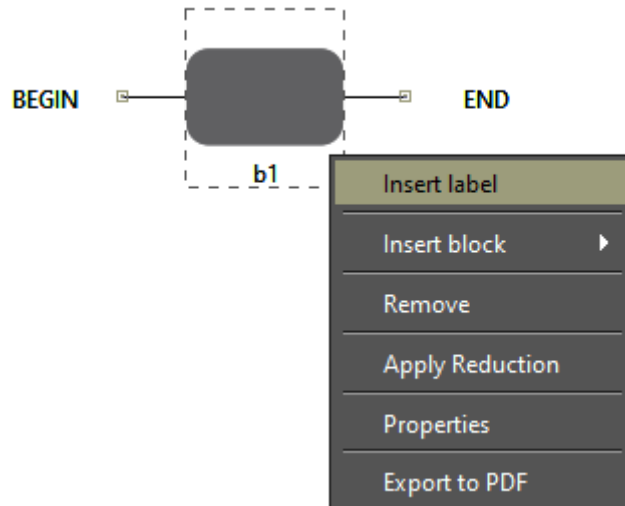 BEGIN
END
b1
Insert label
Insert block
Remove
Apply Reduction
Properties
Export to PDF